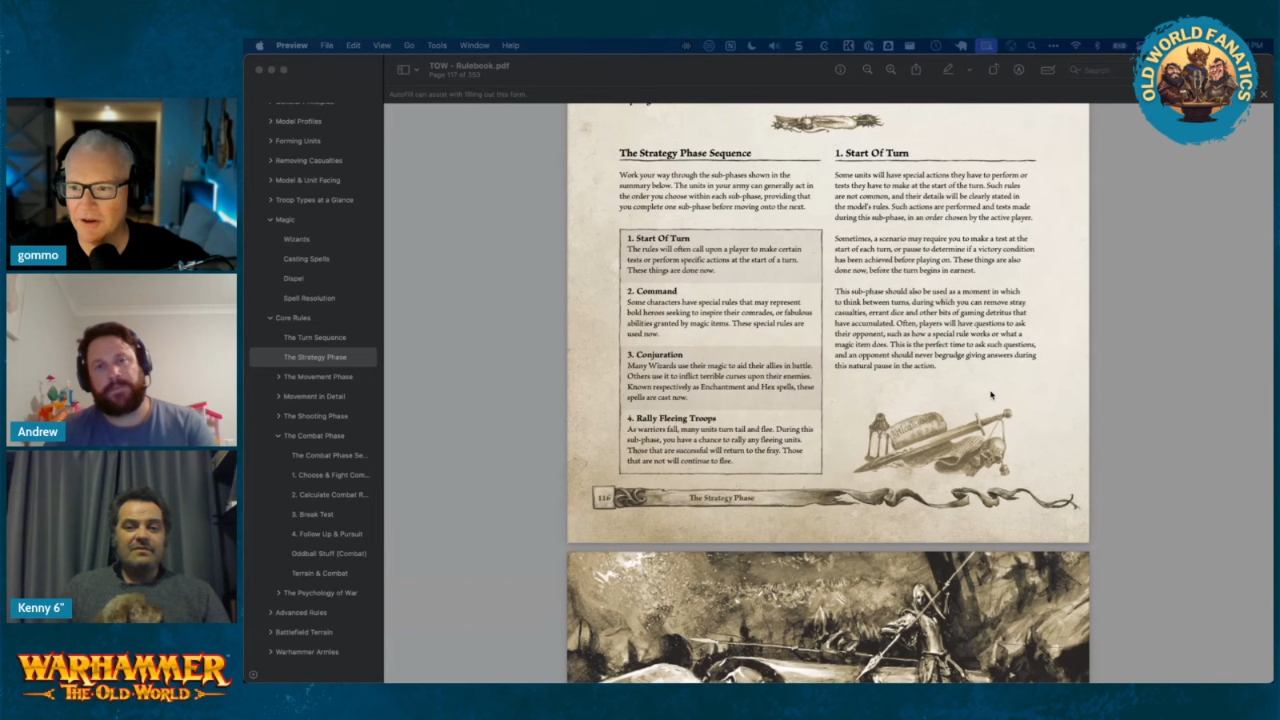 Preview File Edit View Go Tools Window Help
TOW - Rulebook.pdf
Page 117 of 353
Search
AutoFill can assist with filling out this form.
OLD WORLD FANATICS
gommo
Andrew
Kenny 6"
WARHAMMER
THE·OLD·WORLD
Model Profiles
Forming Units
Removing Casualties
Model & Unit Facing
Troop Types at a Glance
Magic
Wizards
Casting Spells
Dispel
Spell Resolution
Core Rules
The Turn Sequence
The Strategy Phase
The Movement Phase
Movement in Detail
The Shooting Phase
The Combat Phase
The Combat Phase Se...
1. Choose & Fight Com...
2. Calculate Combat R...
3. Break Test
4. Follow Up & Pursuit
Oddball Stuff (Combat)
Terrain & Combat
The Psychology of War
Advanced Rules
Battlefield Terrain
Warhammer Armies
The Strategy Phase Sequence
Work your way through the sub-phases shown in the
summary below. The units in your army can generally act in
the order you choose within each sub-phase, providing that
you complete one sub-phase before moving onto the next.
1. Start Of Turn
The rules will often call upon a player to make certain
tests or perform specific actions at the start of a turn.
These things are done now.
2. Command
Some characters have special rules that may represent
bold heroes seeking to inspire their comrades, or fabulous
abilities granted by magic items. These special rules are
used now.
3. Conjuration
Many Wizards use their magic to aid their allies in battle.
Others use it to inflict terrible curses upon their enemies.
Known respectively as Enchantment and Hex spells, these
spells are cast now.
4. Rally Fleeing Troops
As warriors fall, many units turn tail and flee. During this
sub-phase, you have a chance to rally any fleeing units.
Those that are successful will return to the fray. Those
that are not will continue to flee.
1. Start Of Turn
Some units will have special actions they have to perform or
tests they have to make at the start of the turn. Such rules
are not common, and their details will be clearly stated in
the model's rules. Such actions are performed and tests made
during this sub-phase, in an order chosen by the active player.
Sometimes, a scenario may require you to make a test at the
start of each turn, or pause to determine if a victory condition
has been achieved before playing on. These things are also
done now, before the turn begins in earnest.
This sub-phase should also be used as a moment in which
to think between turns, during which you can remove stray
casualties, errant dice and other bits of gaming detritus that
have accumulated. Often, players will have questions to ask
their opponent, such as how a special rule works or what a
magic item does. This is the perfect time to ask such questions,
and an opponent should never begrudge giving answers during
this natural pause in the action.
116
The Strategy Phase